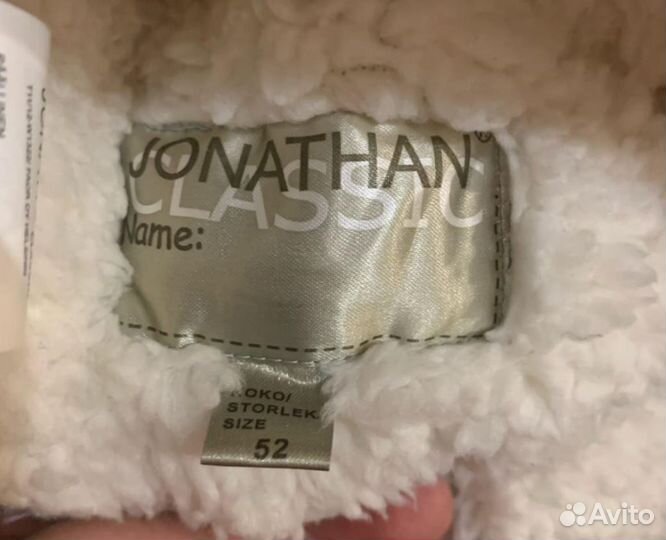 JONATHAN®
CLASSIC
Name:
KOKO/
STORLEK
SIZE
52
Avito